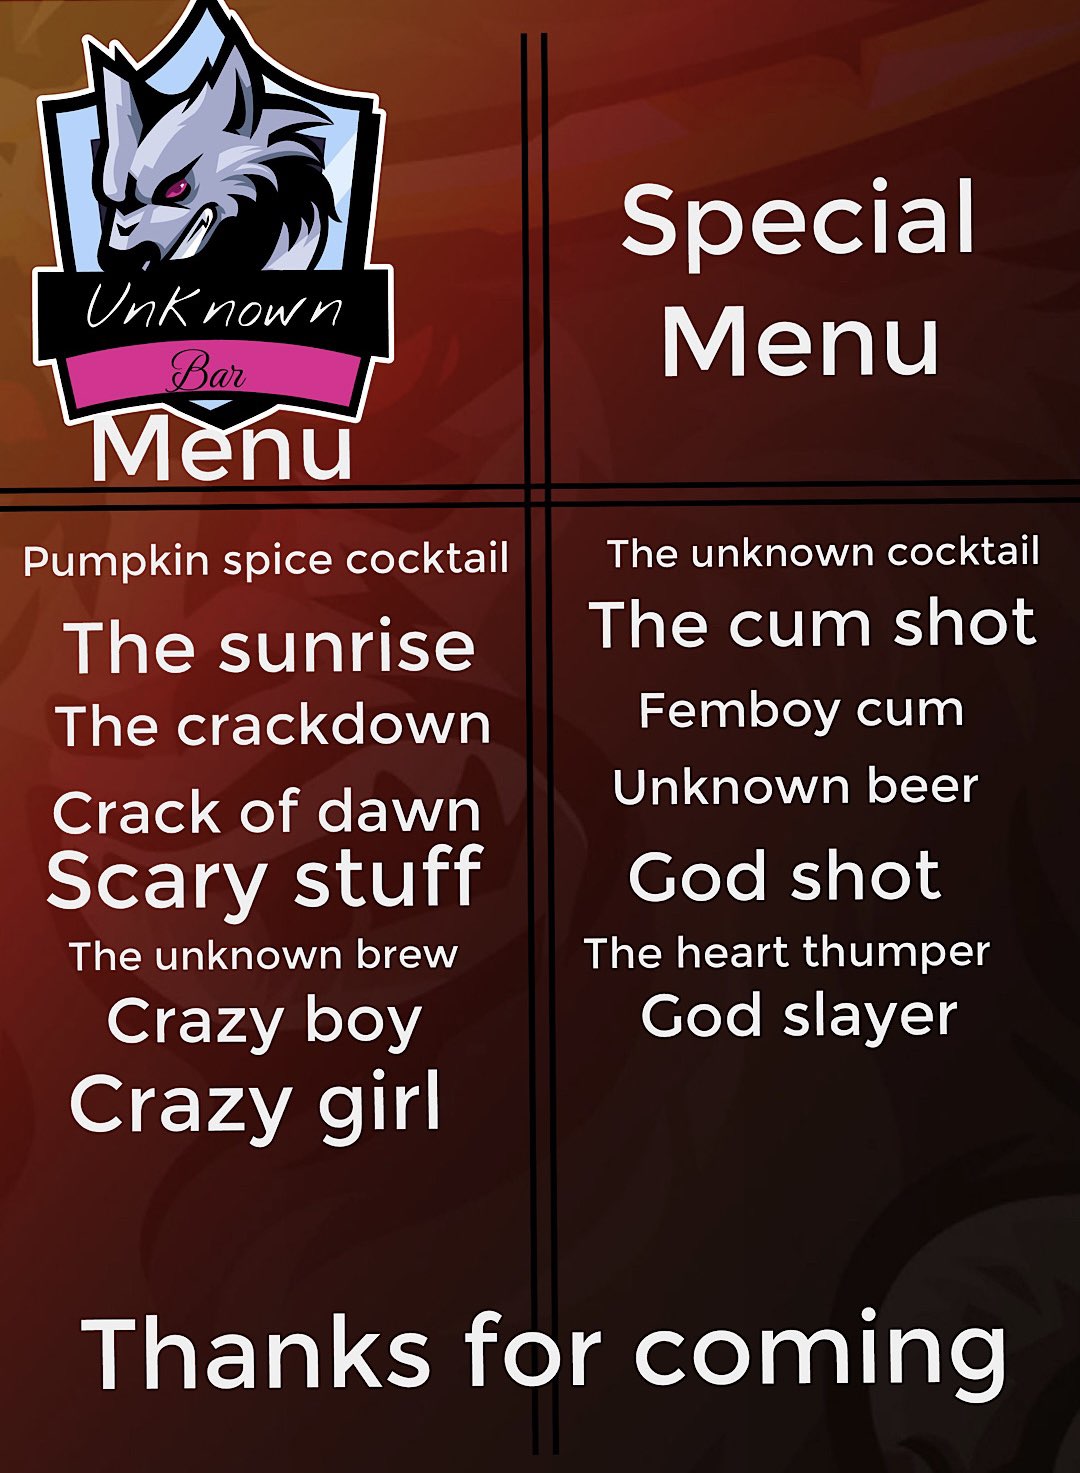 UnKnown
Bar
Menu
Pumpkin spice cocktail
The sunrise
The crackdown
Crack of dawn
Scary stuff
The unknown brew
Crazy boy
Crazy girl
Special
Menu
The unknown cocktail
The cum shot
Femboy cum
Unknown beer
God shot
The heart thumper
God slayer
Thanks for coming